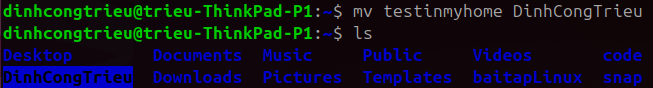 dinhcongtrieu@trieu-ThinkPad-P1:~$ mv testinmyhome DinhCongTrieu
dinhcongtrieu@trieu-ThinkPad-P1:~$ ls
Desktop Documents Music Public Videos code
DinhCongTrieu Downloads Pictures Templates baitapLinux snap